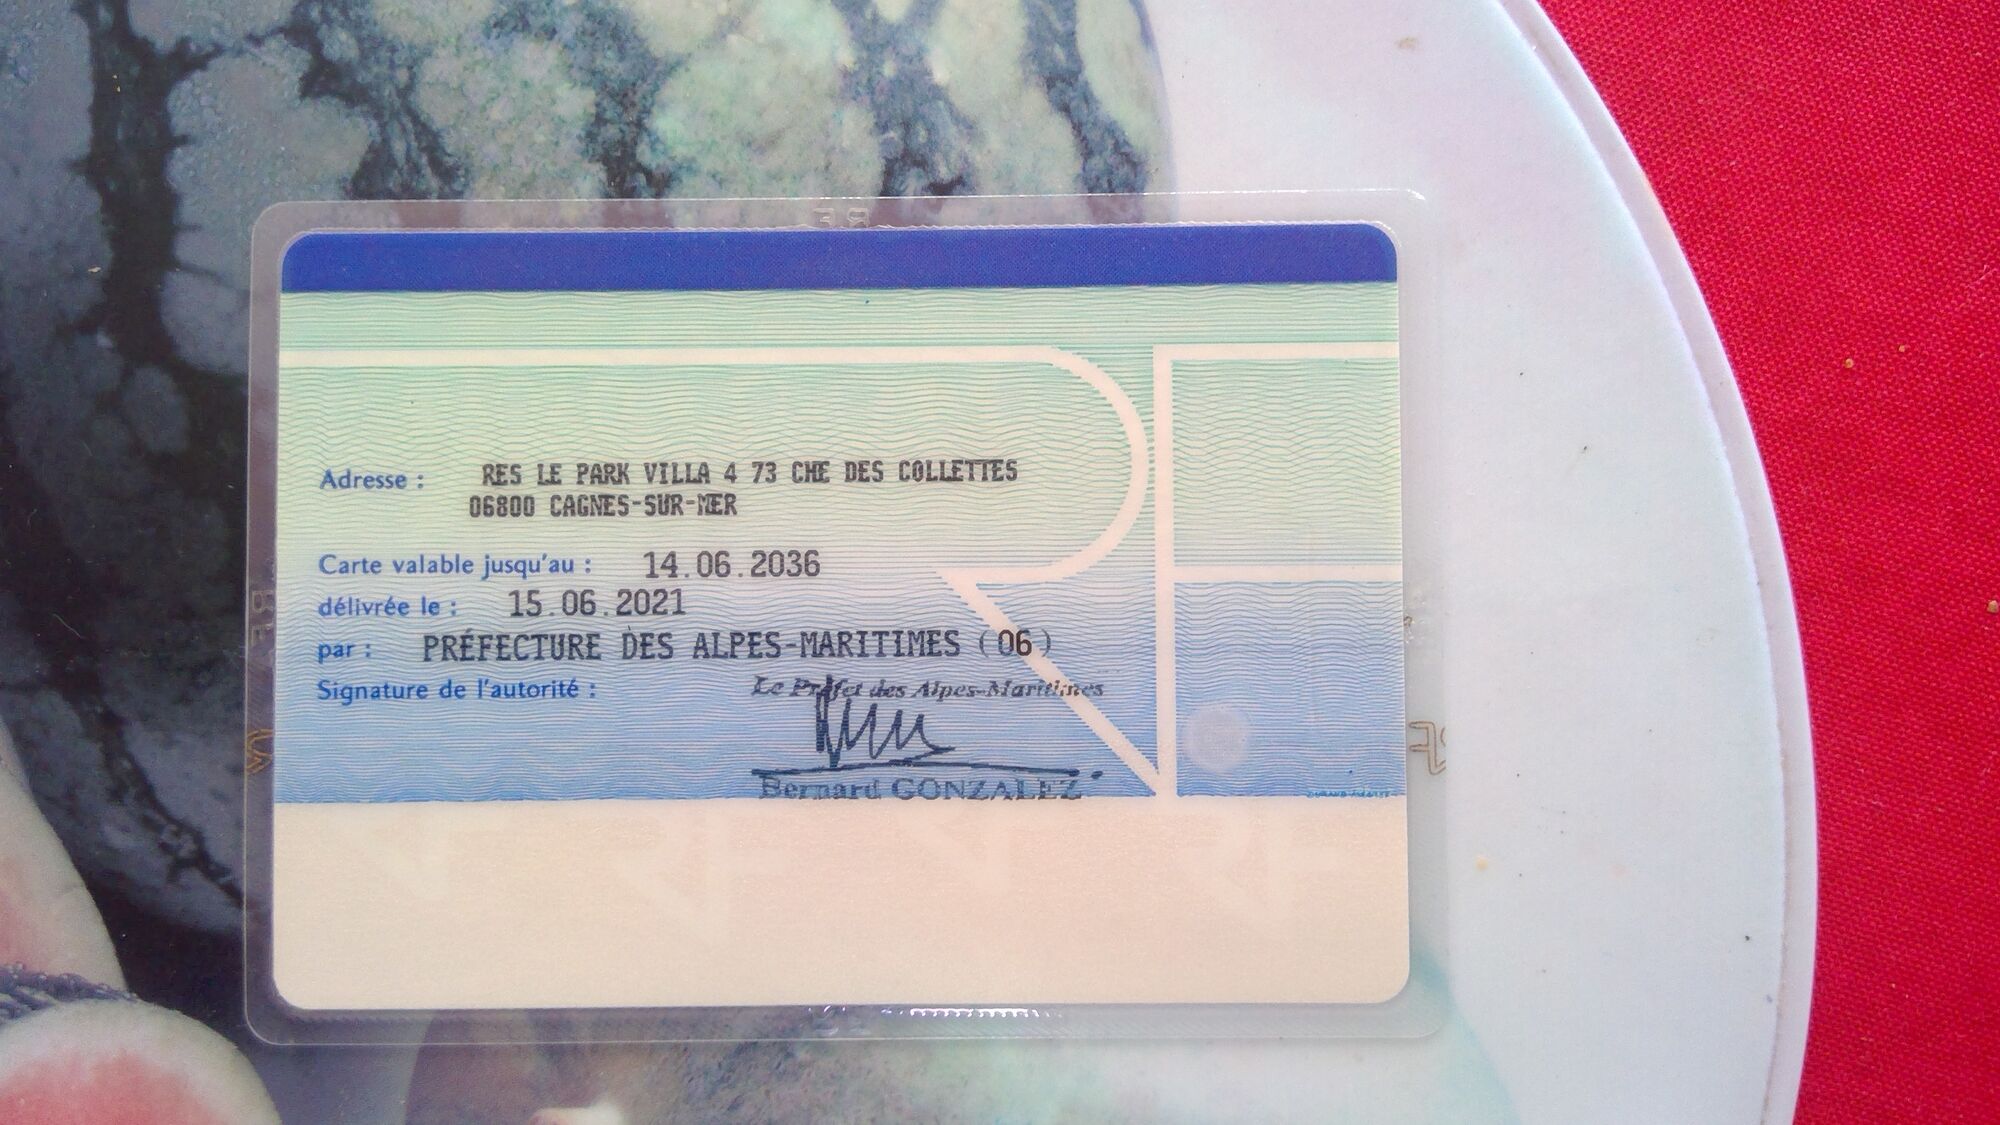 Adresse : RES LE PARK VILLA 4 73 CHE DES COLLETTES
06800 CAGNES-SUR-MER
Carte valable jusqu'au : 14.06.2036
délivrée le : 15.06.2021
par : PRÉFECTURE DES ALPES-MARITIMES (06)
Signature de l'autorité : Le Préfet des Alpes-Maritimes
Bernard GONZALEZ